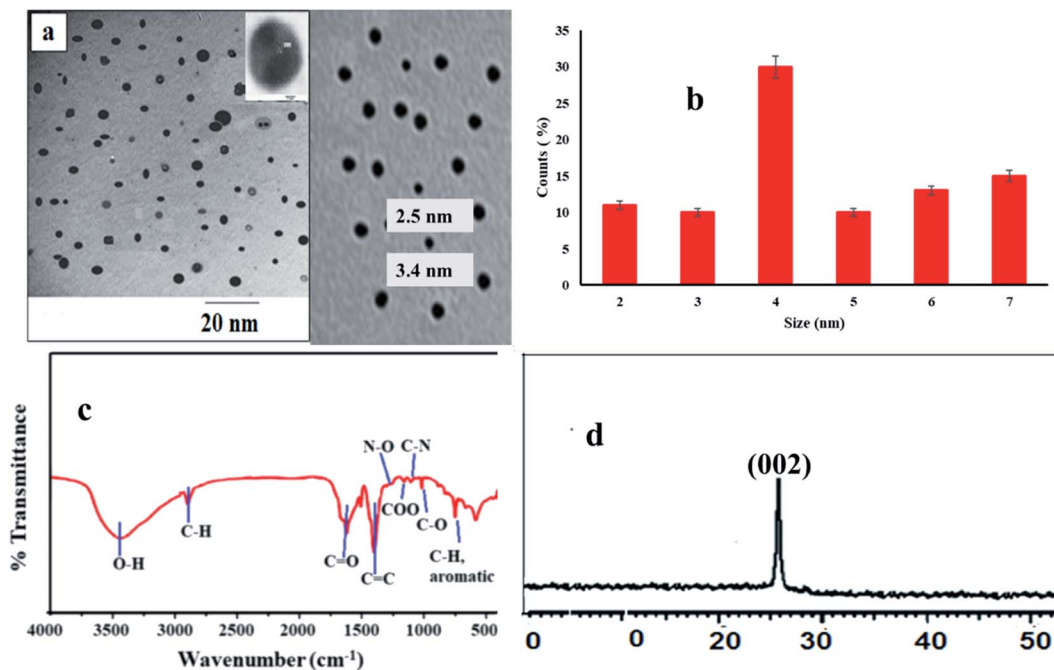 a
2.5 nm
3.4 nm
20 nm
b
Counts ( %)
35
30
25
20
15
10
5
0
2 3 4 5 6 7
Size (nm)
c
% Transmittance
N-O C-N
COO
C-H
O-H
C=O
C=C
C-O
C-H,
aromatic
4000 3500 3000 2500 2000 1500 1000 500
Wavenumber (cm-1)
d
(002)
0 0 20 30 40 50